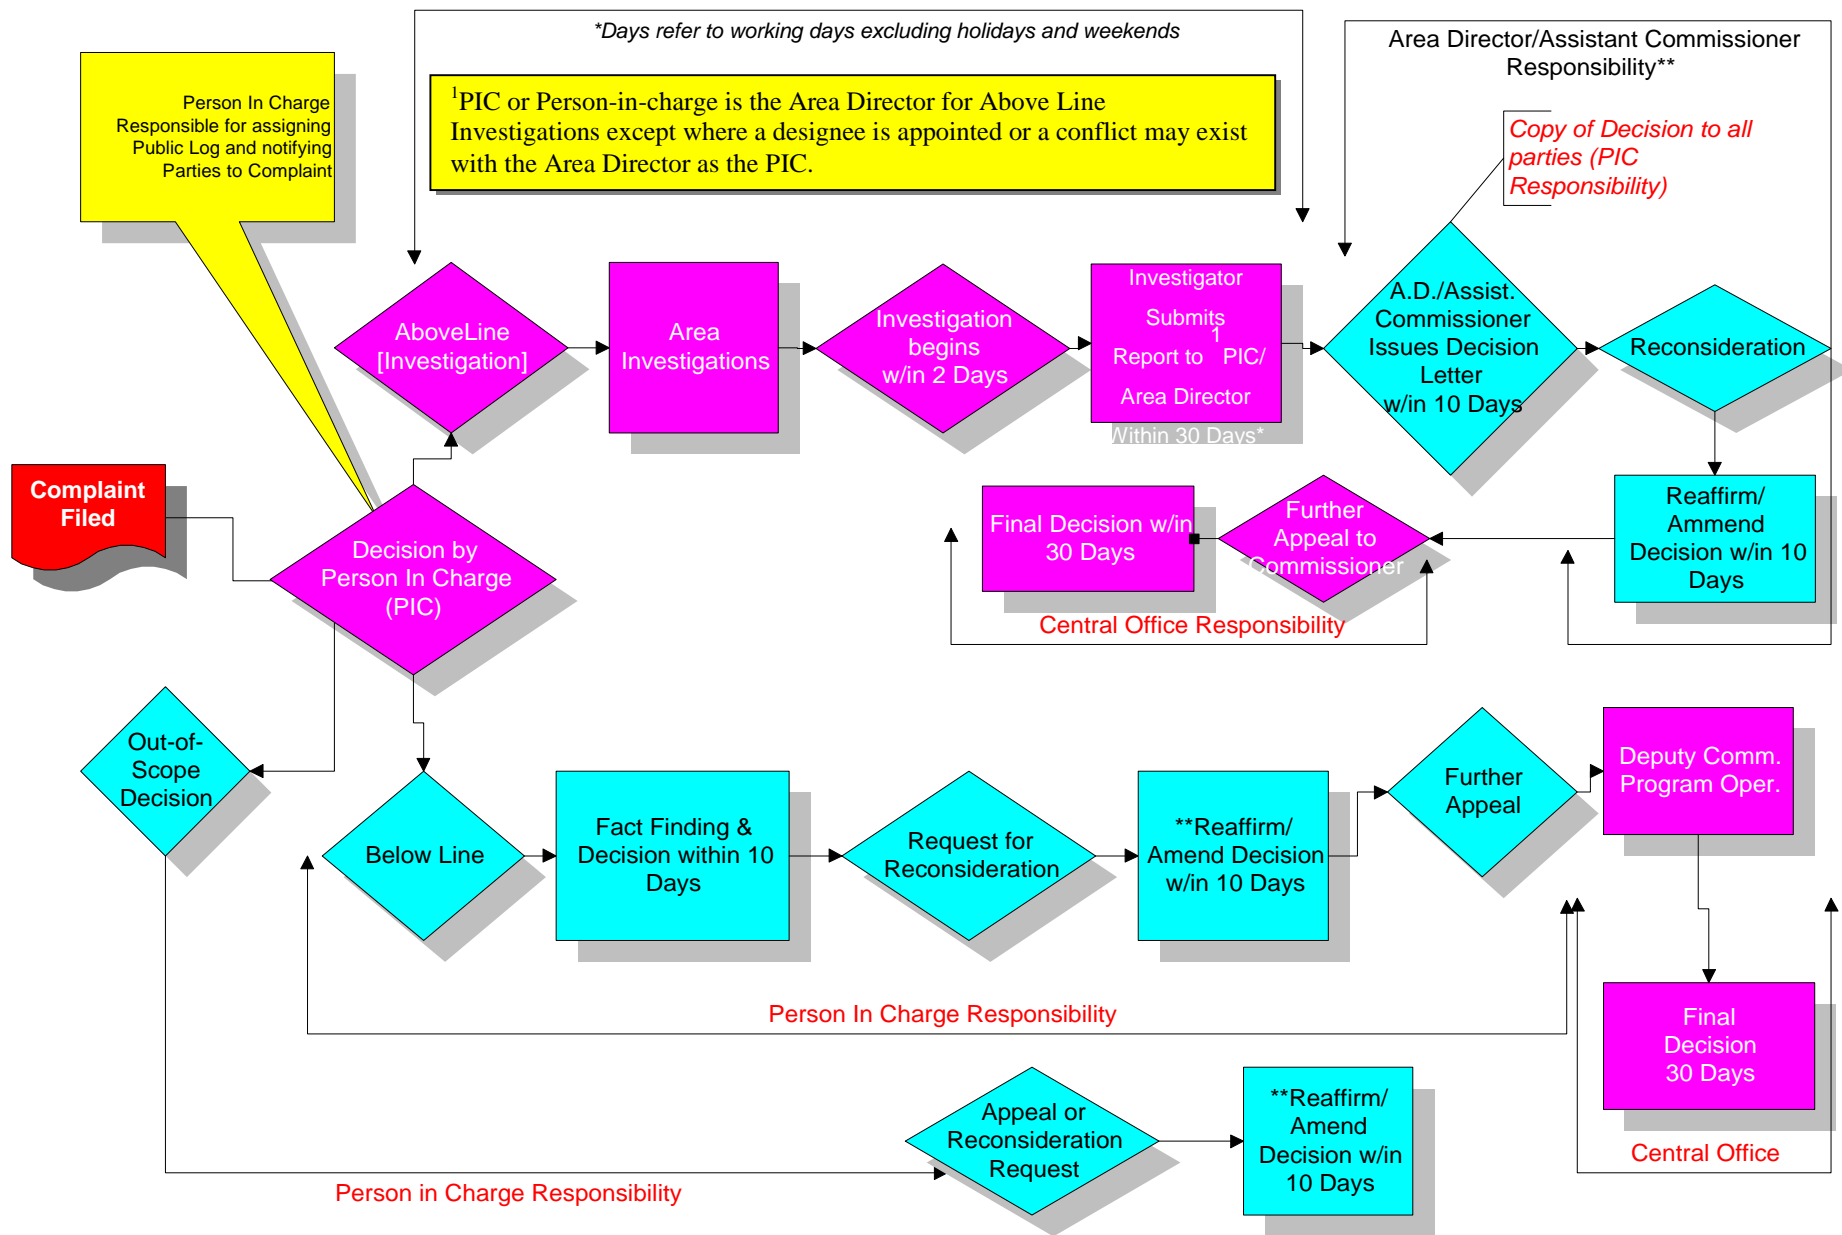 *Days refer to working days excluding holidays and weekends
Area Director/Assistant Commissioner
Responsibility**
Person In Charge
Responsible for assigning
Public Log and notifying
Parties to Complaint
1PIC or Person-in-charge is the Area Director for Above Line
Investigations except where a designee is appointed or a conflict may exist
with the Area Director as the PIC.
Copy of Decision to all
parties (PIC
Responsibility)
AboveLine
[Investigation]
Area
Investigations
Investigation
begins
w/in 2 Days
Investigator
Submits
1
Report to PIC/
Area Director
Within 30 Days*
A.D./Assist.
Commissioner
Issues Decision
Letter
w/in 10 Days
Reconsideration
Complaint
Filed
Decision by
Person In Charge
(PIC)
Final Decision w/in
30 Days
Further
Appeal to
Commissioner
Reaffirm/
Ammend
Decision w/in 10
Days
Central Office Responsibility
Out-of-
Scope
Decision
Below Line
Fact Finding &
Decision within 10
Days
Request for
Reconsideration
**Reaffirm/
Amend Decision
w/in 10 Days
Further
Appeal
Deputy Comm.
Program Oper.
Person In Charge Responsibility
Final
Decision
30 Days
Central Office
Appeal or
Reconsideration
Request
**Reaffirm/
Amend
Decision w/in
10 Days
Person in Charge Responsibility